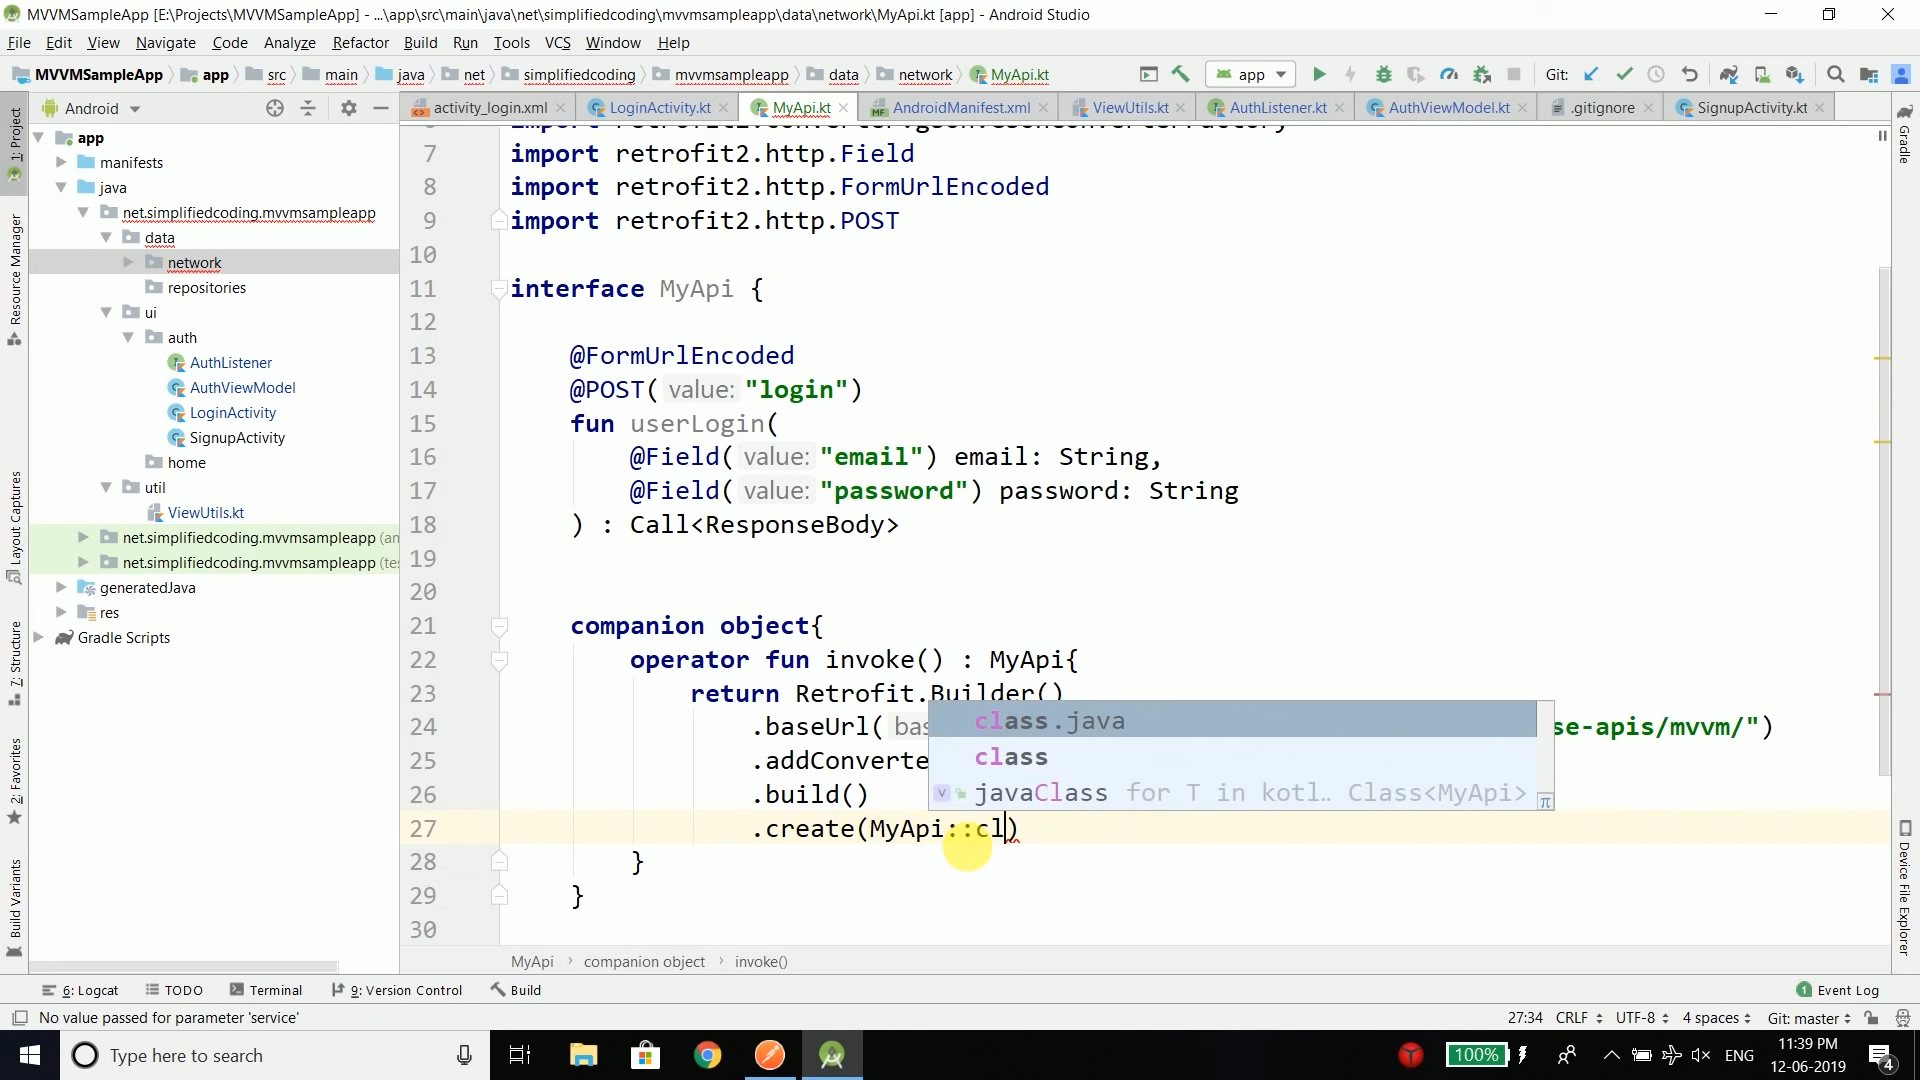 MVVMSampleApp [E:\Projects\MVVMSampleApp] - ...\app\src\main\java\net\simplifiedcoding\mvvmsampleapp\data\network\MyApi.kt [app] - Android Studio
File Edit View Navigate Code Analyze Refactor Build Run Tools VCS Window Help
MVVMSampleApp app src main java net simplifiedcoding mvvmsampleapp data network MyApi.kt app Git:
Android activity_login.xml LoginActivity.kt MyApi.kt AndroidManifest.xml ViewUtils.kt AuthListener.kt AuthViewModel.kt .gitignore SignupActivity.kt
1: Project
Resource Manager
Layout Captures
7: Structure
2: Favorites
Build Variants
app
manifests
java
net.simplifiedcoding.mvvmsampleapp
data
network
repositories
ui
auth
AuthListener
AuthViewModel
LoginActivity
SignupActivity
home
util
ViewUtils.kt
net.simplifiedcoding.mvvmsampleapp (an
net.simplifiedcoding.mvvmsampleapp (tes
generatedJava
res
Gradle Scripts
7 import retrofit2.http.Field
8 import retrofit2.http.FormUrlEncoded
9 import retrofit2.http.POST
10
11 interface MyApi {
12
13 @FormUrlEncoded
14 @POST( value: "login")
15 fun userLogin(
16 @Field( value: "email") email: String,
17 @Field( value: "password") password: String
18 ) : Call<ResponseBody>
19
20
21 companion object{
22 operator fun invoke() : MyApi{
23 return Retrofit.Builder()
24 .baseUrl( bas se-apis/mvvm/")
25 .addConverte
26 .build()
27 .create(MyApi::cl)
28 }
29 }
30
class.java
class
javaClass for T in kotl… Class<MyApi>
π
MyApi companion object invoke()
Gradle
Device File Explorer
6: Logcat TODO Terminal 9: Version Control Build 1 Event Log
No value passed for parameter 'service' 27:34 CRLF UTF-8 4 spaces Git: master
Type here to search 100% ENG 11:39 PM
12-06-2019 4